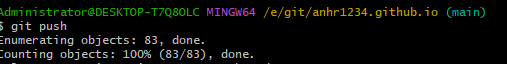 Administrator@DESKTOP-T7Q8OLC MINGW64 /e/git/anhr1234.github.io (main)
$ git push
Enumerating objects: 83, done.
Counting objects: 100% (83/83), done.